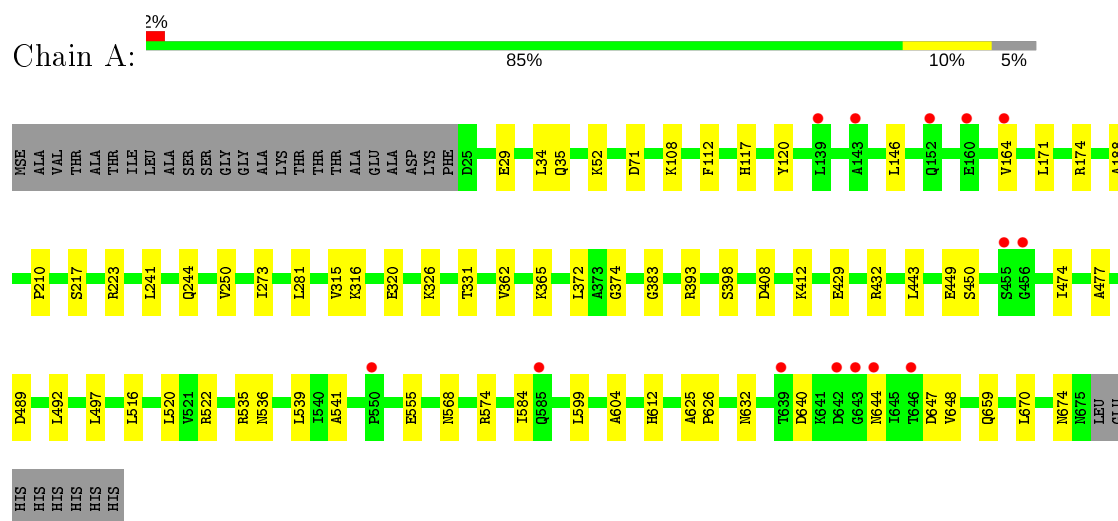 2%
Chain A:
85% 10% 5%
MSE ALA VAL THR ALA THR ILE LEU ALA SER SER GLY GLY ALA LYS THR THR THR ALA GLU ALA ASP LYS PHE D25 E29 L34 Q35 K52 D71 K108 F112 H117 Y120 L139 A143 L146 Q152 E160 V164 L171 R174 A188
P210 S217 R223 L241 Q244 V250 I273 L281 V315 K316 E320 K326 T331 V362 K365 L372 A373 G374 G383 R393 S398 D408 K412 E429 R432 L443 E449 S450 S455 G456 I474 A477
D489 L492 L497 L516 L520 V521 R522 R535 N536 L539 I540 A541 P550 E555 N568 R574 I584 Q585 L599 A604 H612 A625 P626 N632 T639 D640 K641 D642 G643 N644 I645 T646 D647 V648 Q659 L670 N674 N675 LEU GLU
HIS HIS HIS HIS HIS HIS